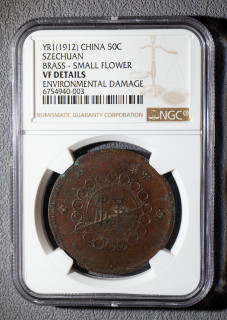 YR1(1912) CHINA 50C
SZECHUAN
BRASS - SMALL FLOWER
VF DETAILS
ENVIRONMENTAL DAMAGE
6754940-003
NUMISMATIC GUARANTY CORPORATION
NGC